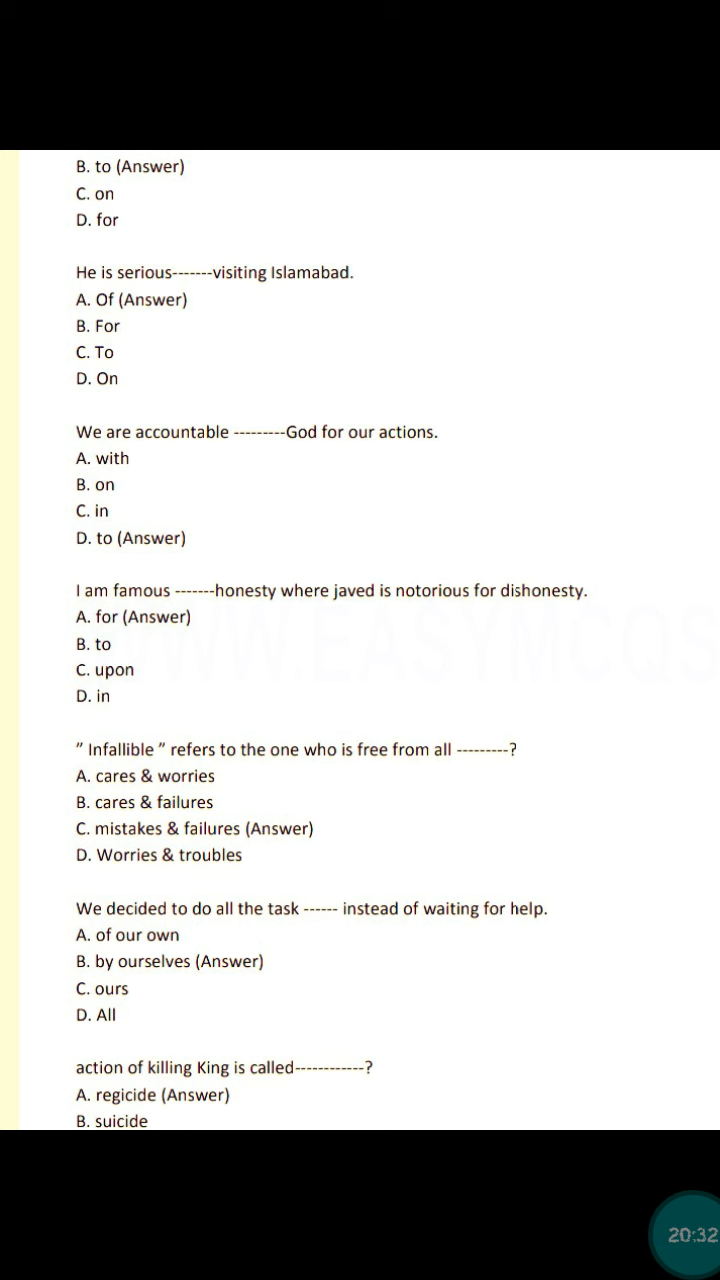 B. to (Answer)
C. on
D. for
He is serious-------visiting Islamabad.
A. Of (Answer)
B. For
C. To
D. On
We are accountable ---------God for our actions.
A. with
B. on
C. in
D. to (Answer)
I am famous -------honesty where javed is notorious for dishonesty.
A. for (Answer)
B. to
C. upon
D. in
WWW.EASYMCQS
” Infallible ” refers to the one who is free from all ---------?
A. cares & worries
B. cares & failures
C. mistakes & failures (Answer)
D. Worries & troubles
We decided to do all the task ------ instead of waiting for help.
A. of our own
B. by ourselves (Answer)
C. ours
D. All
action of killing King is called------------?
A. regicide (Answer)
B. suicide
20:32